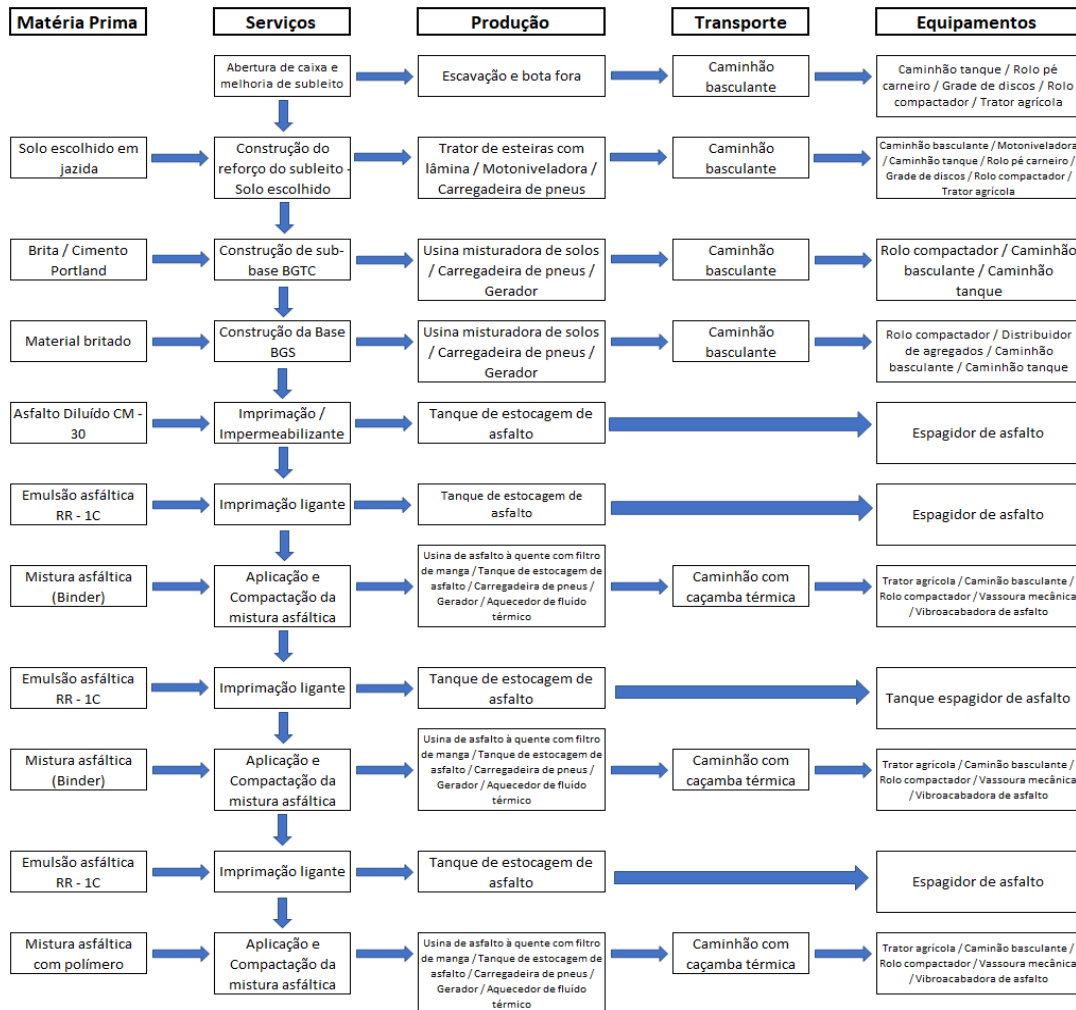 Matéria Prima
Serviços
Produção
Transporte
Equipamentos
Abertura de caixa e
melhoria de subleito
Escavação e bota fora
Caminhão
basculante
Caminhão tanque / Rolo pé
carneiro / Grade de discos / Rolo
compactador / Trator agrícola
Solo escolhido em
jazida
Construção do
reforço do subleito -
Solo escolhido
Trator de esteiras com
lâmina / Motoniveladora /
Carregadeira de pneus
Caminhão
basculante
Caminhão basculante / Motoniveladora
/ Caminhão tanque / Rolo pé carneiro /
Grade de discos / Rolo compactador /
Trator agrícola
Brita / Cimento
Portland
Construção de sub-
base BGTC
Usina misturadora de solos
/ Carregadeira de pneus /
Gerador
Caminhão
basculante
Rolo compactador / Caminhão
basculante / Caminhão
tanque
Material britado
Construção da Base
BGS
Usina misturadora de solos
/ Carregadeira de pneus /
Gerador
Caminhão
basculante
Rolo compactador / Distribuidor
de agregados / Caminhão
basculante / Caminhão tanque
Asfalto Diluído CM -
30
Imprimação /
Impermeabilizante
Tanque de estocagem de
asfalto
Espagidor de asfalto
Emulsão asfáltica
RR - 1C
Imprimação ligante
Tanque de estocagem de
asfalto
Espagidor de asfalto
Mistura asfáltica
(Binder)
Aplicação e
Compactação da
mistura asfáltica
Usina de asfalto à quente com filtro
de manga / Tanque de estocagem de
asfalto / Carregadeira de pneus /
Gerador / Aquecedor de fluído
térmico
Caminhão com
caçamba térmica
Trator agrícola / Caminão basculante /
Rolo compactador / Vassoura mecânica
/ Vibroacabadora de asfalto
Emulsão asfáltica
RR - 1C
Imprimação ligante
Tanque de estocagem de
asfalto
Tanque espagidor de asfalto
Mistura asfáltica
(Binder)
Aplicação e
Compactação da
mistura asfáltica
Usina de asfalto à quente com filtro
de manga / Tanque de estocagem de
asfalto / Carregadeira de pneus /
Gerador / Aquecedor de fluído
térmico
Caminhão com
caçamba térmica
Trator agrícola / Caminão basculante /
Rolo compactador / Vassoura mecânica
/ Vibroacabadora de asfalto
Emulsão asfáltica
RR - 1C
Imprimação ligante
Tanque de estocagem de
asfalto
Espagidor de asfalto
Mistura asfáltica
com polímero
Aplicação e
Compactação da
mistura asfáltica
Usina de asfalto à quente com filtro
de manga / Tanque de estocagem de
asfalto / Carregadeira de pneus /
Gerador / Aquecedor de fluído
térmico
Caminhão com
caçamba térmica
Trator agrícola / Caminão basculante /
Rolo compactador / Vassoura mecânica
/ Vibroacabadora de asfalto